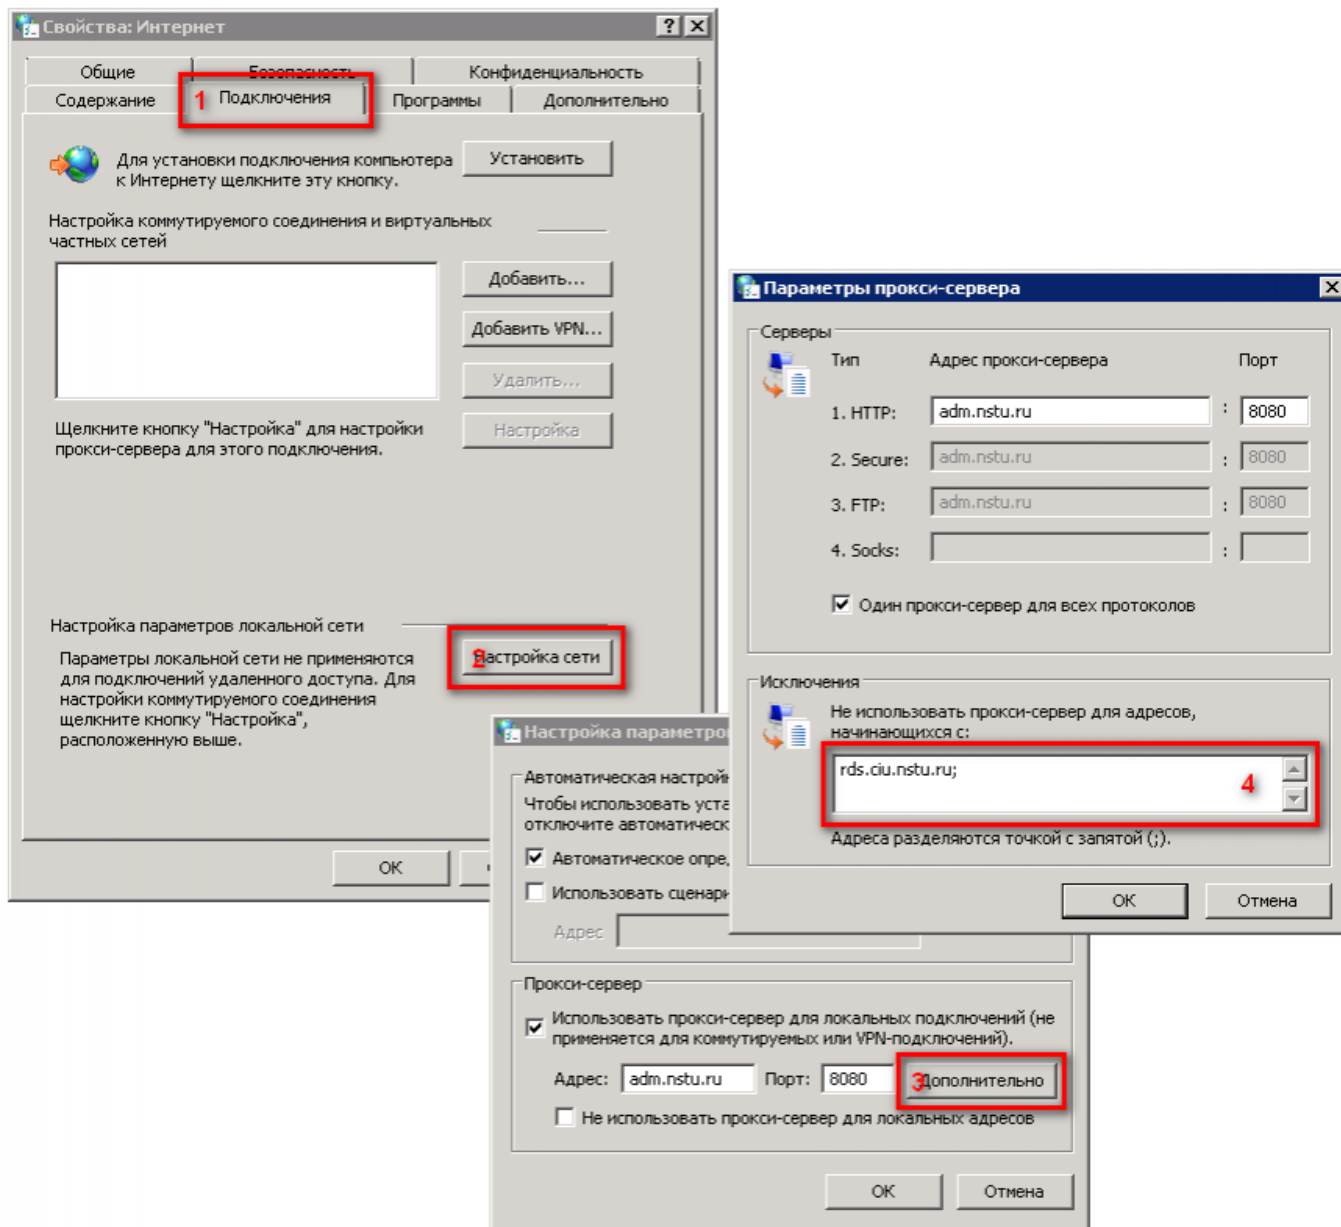 Свойства: Интернет
Общие
Безопасность
Конфиденциальность
Содержание
1 Подключения
Программы
Дополнительно
Для установки подключения компьютера
к Интернету щелкните эту кнопку.
Установить
Настройка коммутируемого соединения и виртуальных
частных сетей
Добавить...
Добавить VPN...
Удалить...
Настройка
Щелкните кнопку "Настройка" для настройки
прокси-сервера для этого подключения.
Настройка параметров локальной сети
Параметры локальной сети не применяются
для подключений удаленного доступа. Для
настройки коммутируемого соединения
щелкните кнопку "Настройка",
расположенную выше.
2
Настройка сети
OK
Настройка параметро
Автоматическая настрой
Чтобы использовать уста
отключите автоматическ
Автоматическое опре
Использовать сценари
Адрес
Прокси-сервер
Использовать прокси-сервер для локальных подключений (не
применяется для коммутируемых или VPN-подключений).
Адрес: adm.nstu.ru Порт: 8080
3
Дополнительно
Не использовать прокси-сервер для локальных адресов
OK
Отмена
Параметры прокси-сервера
Серверы
Тип Адрес прокси-сервера Порт
1. HTTP: adm.nstu.ru : 8080
2. Secure: adm.nstu.ru : 8080
3. FTP: adm.nstu.ru : 8080
4. Socks: :
Один прокси-сервер для всех протоколов
Исключения
Не использовать прокси-сервер для адресов,
начинающихся с:
rds.ciu.nstu.ru;
4
Адреса разделяются точкой с запятой (;).
OK
Отмена